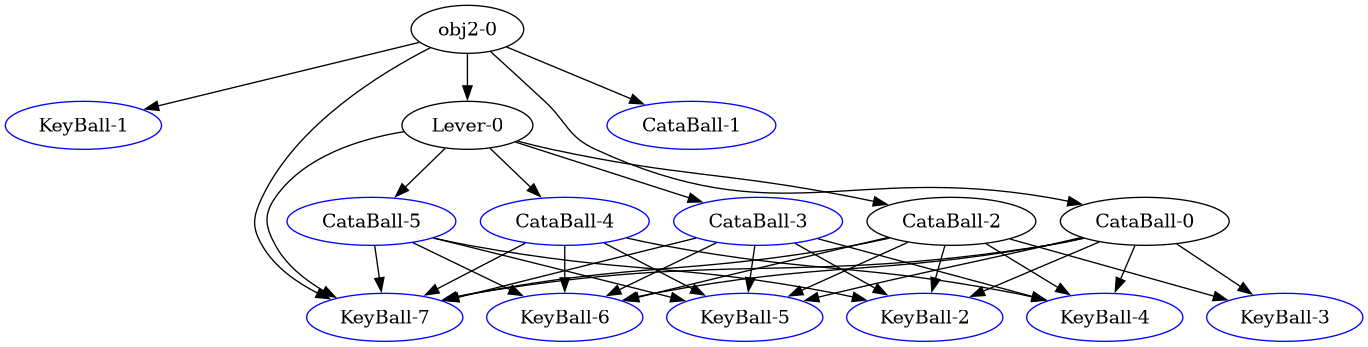 obj2-0
KeyBall-1
Lever-0
CataBall-1
CataBall-5
CataBall-4
CataBall-3
CataBall-2
CataBall-0
KeyBall-7
KeyBall-6
KeyBall-5
KeyBall-2
KeyBall-4
KeyBall-3